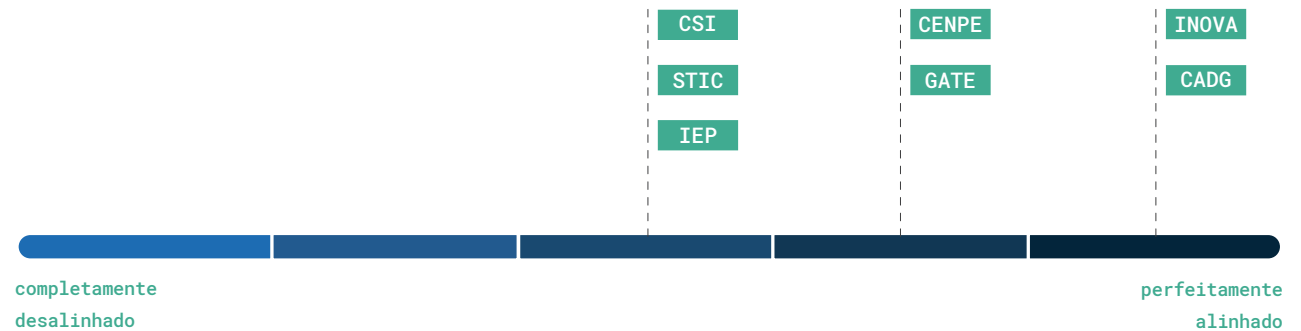 CSI
CENPE
INOVA
STIC
GATE
CADG
IEP
completamente
desalinhado
perfeitamente
alinhado